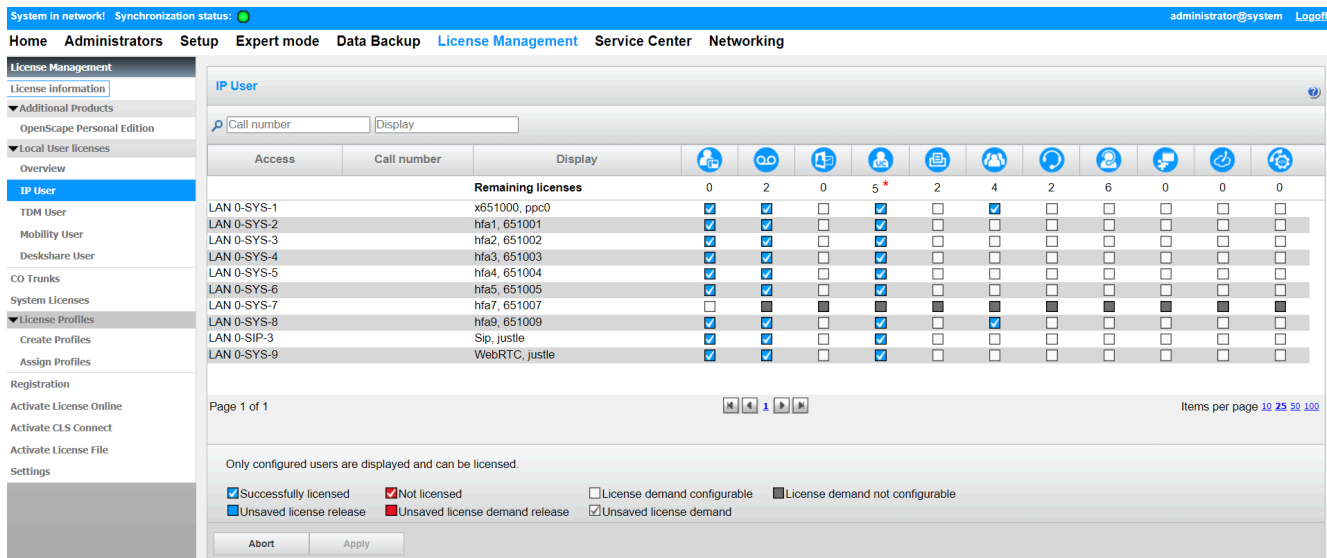 System in network! Synchronization status: administrator@system Logoff
Home Administrators Setup Expert mode Data Backup License Management Service Center Networking
License Management
License information
Additional Products
OpenScape Personal Edition
Local User licenses
Overview
IP User
TDM User
Mobility User
Deskshare User
CO Trunks
System Licenses
License Profiles
Create Profiles
Assign Profiles
Registration
Activate License Online
Activate CLS Connect
Activate License File
Settings
IP User
Call number Display
Access Call number Display
UC
Remaining licenses 0 2 0 5 * 2 4 2 6 0 0 0
LAN 0-SYS-1 x651000, ppc0
LAN 0-SYS-2 hfa1, 651001
LAN 0-SYS-3 hfa2, 651002
LAN 0-SYS-4 hfa3, 651003
LAN 0-SYS-5 hfa4, 651004
LAN 0-SYS-6 hfa5, 651005
LAN 0-SYS-7 hfa7, 651007
LAN 0-SYS-8 hfa9, 651009
LAN 0-SIP-3 Sip, justle
LAN 0-SYS-9 WebRTC, justle
Page 1 of 1 1 Items per page 10 25 50 100
Only configured users are displayed and can be licensed.
Successfully licensed Not licensed License demand configurable License demand not configurable
Unsaved license release Unsaved license demand release Unsaved license demand
Abort Apply